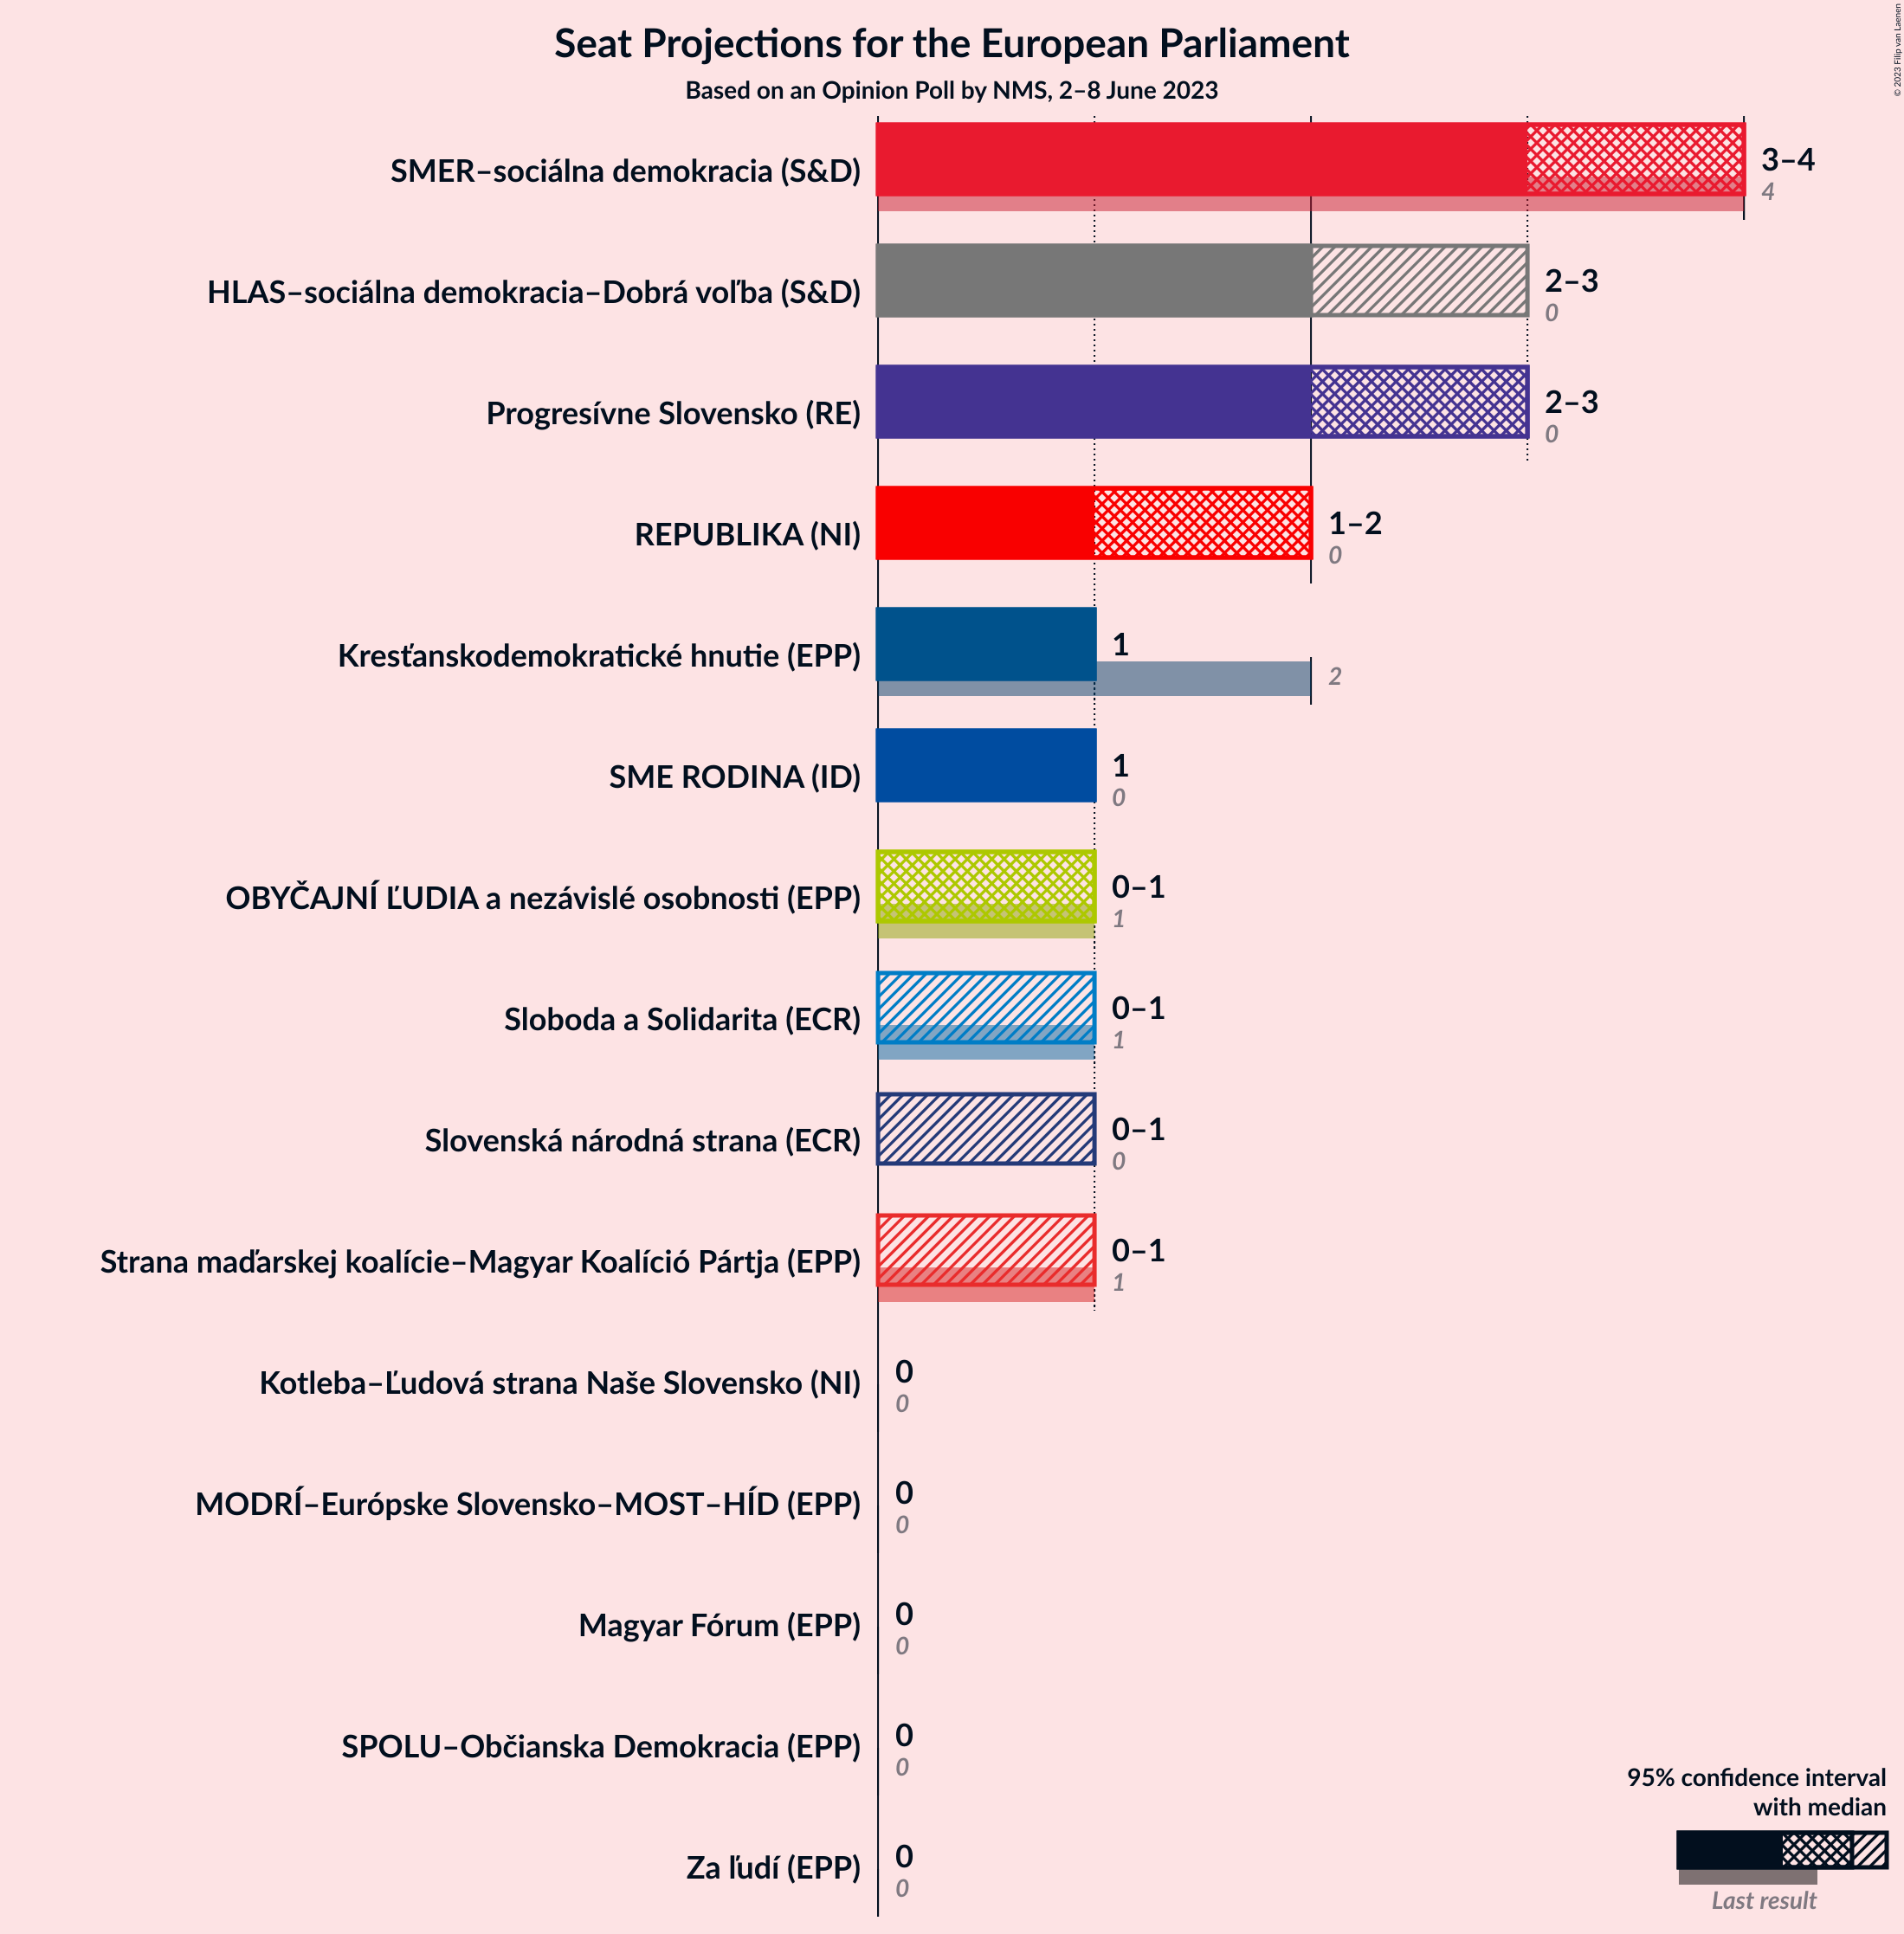 Seat Projections for the European Parliament
Based on an Opinion Poll by NMS, 2–8 June 2023
© 2023 Filip van Laenen
SMER–sociálna demokracia (S&D)
3–4
4
HLAS–sociálna demokracia–Dobrá voľba (S&D)
2–3
0
Progresívne Slovensko (RE)
2–3
0
REPUBLIKA (NI)
1–2
0
Kresťanskodemokratické hnutie (EPP)
1
2
SME RODINA (ID)
1
0
OBYČAJNÍ ĽUDIA a nezávislé osobnosti (EPP)
0–1
1
Sloboda a Solidarita (ECR)
0–1
1
Slovenská národná strana (ECR)
0–1
0
Strana maďarskej koalície–Magyar Koalíció Pártja (EPP)
0–1
1
Kotleba–Ľudová strana Naše Slovensko (NI)
0
0
MODRÍ–Európske Slovensko–MOST–HÍD (EPP)
0
0
Magyar Fórum (EPP)
0
0
SPOLU–Občianska Demokracia (EPP)
0
0
Za ľudí (EPP)
0
0
95% confidence interval
with median
Last result